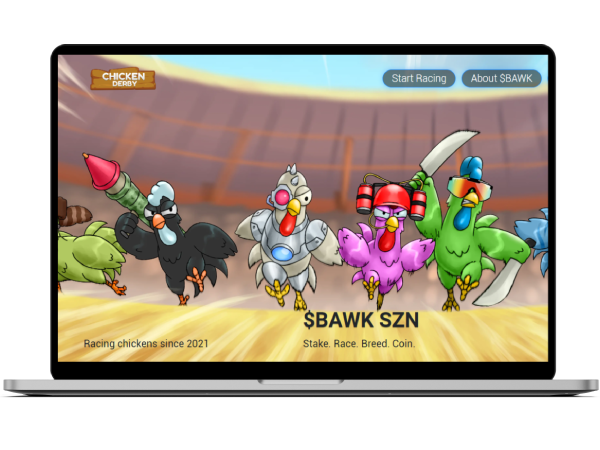 CHICKEN
DERBY
Start Racing
About $BAWK
$BAWK SZN
Racing chickens since 2021
Stake. Race. Breed. Coin.